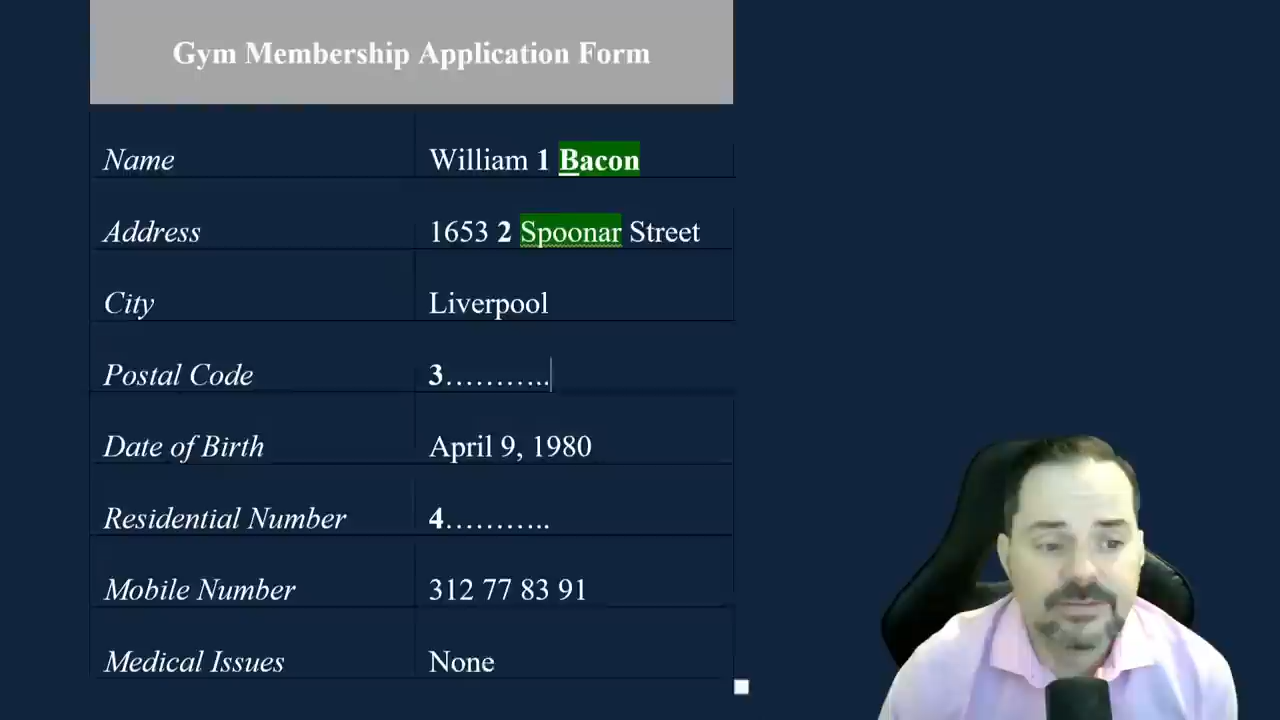 Gym Membership Application Form
Name William 1 Bacon
Address 1653 2 Spoonar Street
City Liverpool
Postal Code 3………..
Date of Birth April 9, 1980
Residential Number 4………..
Mobile Number 312 77 83 91
Medical Issues None